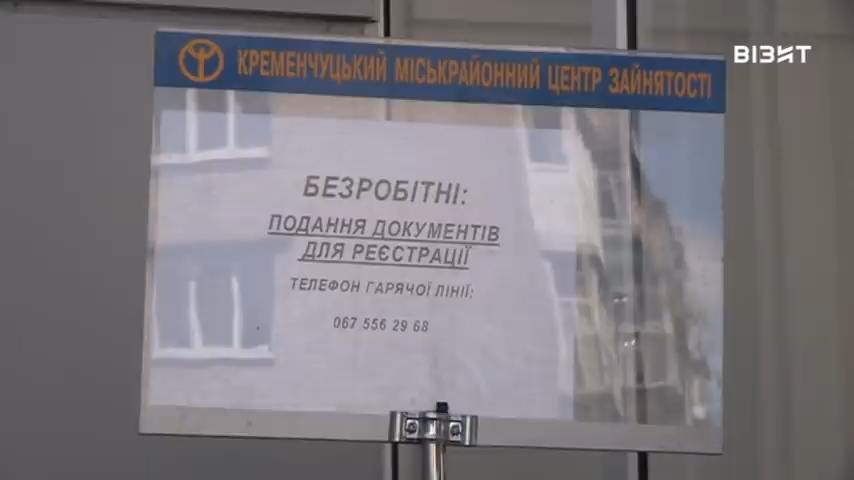 ВІЗИТ
КРЕМЕНЧУЦЬКИЙ МІСЬКРАЙОННИЙ ЦЕНТР ЗАЙНЯТОСТІ
БЕЗРОБІТНІ:
ПОДАННЯ ДОКУМЕНТІВ
ДЛЯ РЕЄСТРАЦІЇ
ТЕЛЕФОН ГАРЯЧОЇ ЛІНІЇ:
067 556 29 68